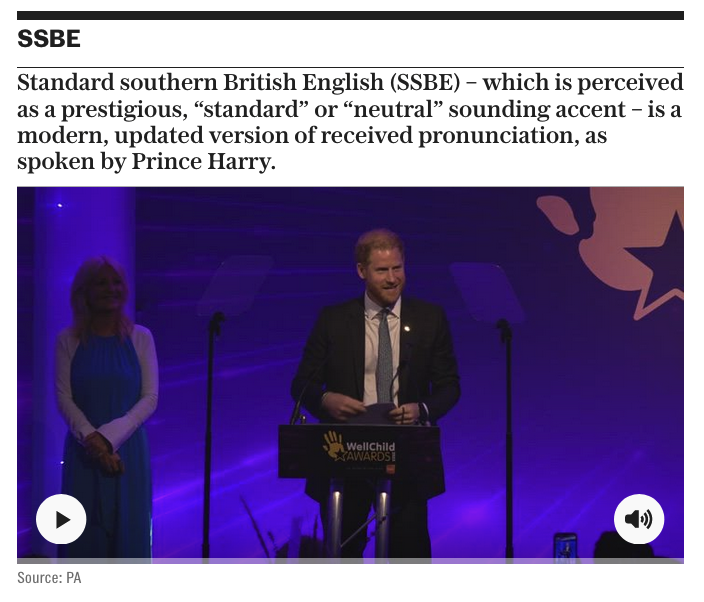 SSBE
Standard southern British English (SSBE) – which is perceived
as a prestigious, “standard” or “neutral” sounding accent – is a
modern, updated version of received pronunciation, as
spoken by Prince Harry.
WellChild
AWARDS
Source: PA